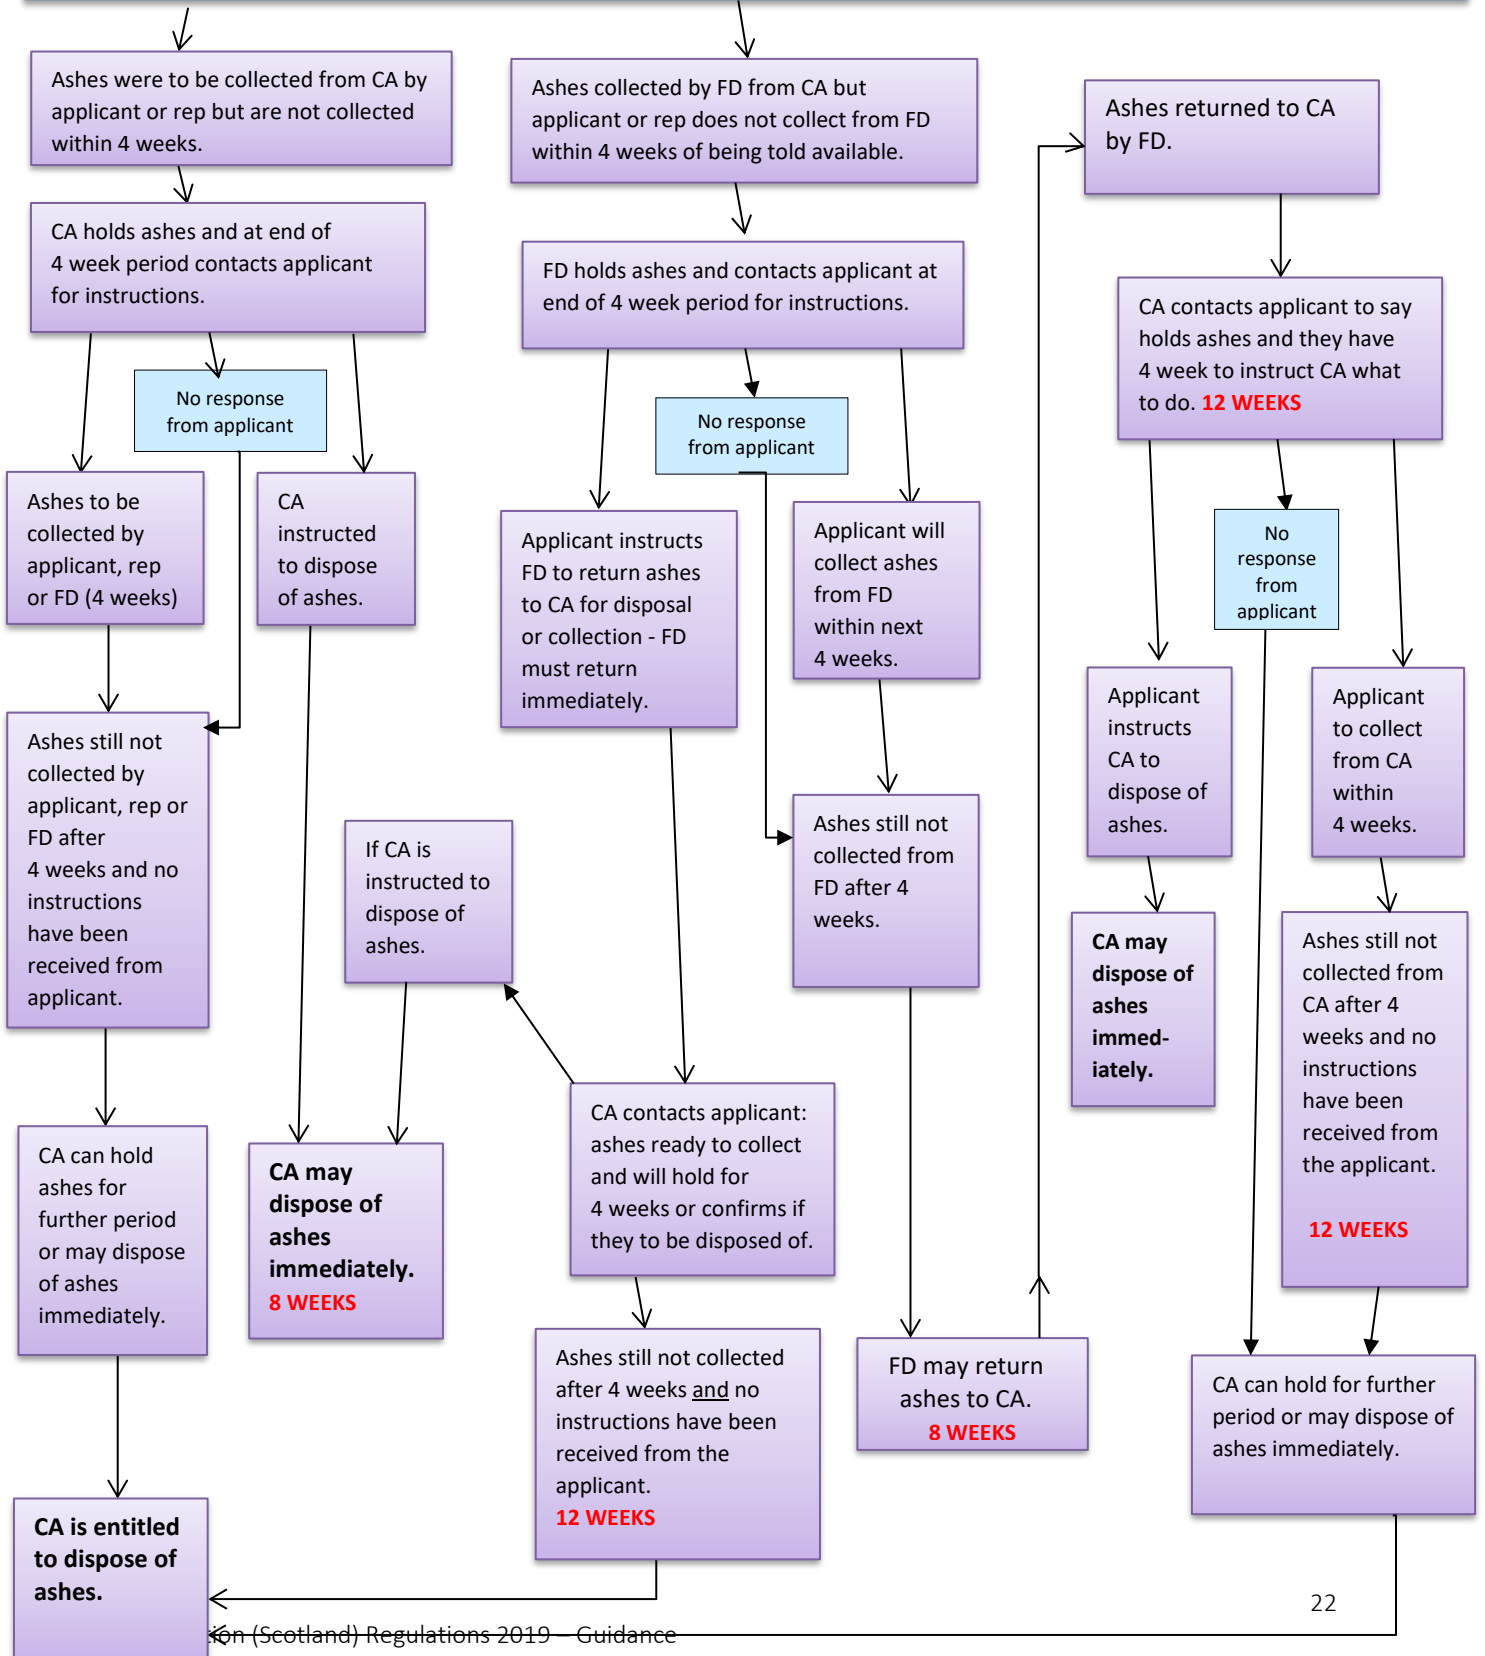 Ashes were to be collected from CA by
applicant or rep but are not collected
within 4 weeks.
CA holds ashes and at end of
4 week period contacts applicant
for instructions.
No response
from applicant
Ashes to be
collected by
applicant, rep
or FD (4 weeks)
CA
instructed
to dispose
of ashes.
Ashes still not
collected by
applicant, rep or
FD after
4 weeks and no
instructions
have been
received from
applicant.
CA can hold
ashes for
further period
or may dispose
of ashes
immediately.
CA is entitled
to dispose of
ashes.
If CA is
instructed to
dispose of
ashes.
CA may
dispose of
ashes
immediately.
8 WEEKS
Ashes collected by FD from CA but
applicant or rep does not collect from FD
within 4 weeks of being told available.
FD holds ashes and contacts applicant at
end of 4 week period for instructions.
No response
from applicant
Applicant instructs
FD to return ashes
to CA for disposal
or collection - FD
must return
immediately.
Applicant will
collect ashes
from FD
within next
4 weeks.
Ashes still not
collected from
FD after 4
weeks.
CA contacts applicant:
ashes ready to collect
and will hold for
4 weeks or confirms if
they to be disposed of.
Ashes still not collected
after 4 weeks and no
instructions have been
received from the
applicant.
12 WEEKS
FD may return
ashes to CA.
8 WEEKS
Ashes returned to CA
by FD.
CA contacts applicant to say
holds ashes and they have
4 week to instruct CA what
to do. 12 WEEKS
No
response
from
applicant
Applicant
instructs
CA to
dispose of
ashes.
Applicant
to collect
from CA
within
4 weeks.
CA may
dispose of
ashes
immed-
iately.
Ashes still not
collected from
CA after 4
weeks and no
instructions
have been
received from
the applicant.
12 WEEKS
CA can hold for further
period or may dispose of
ashes immediately.
22
(Scotland) Regulations 2019 – Guidance